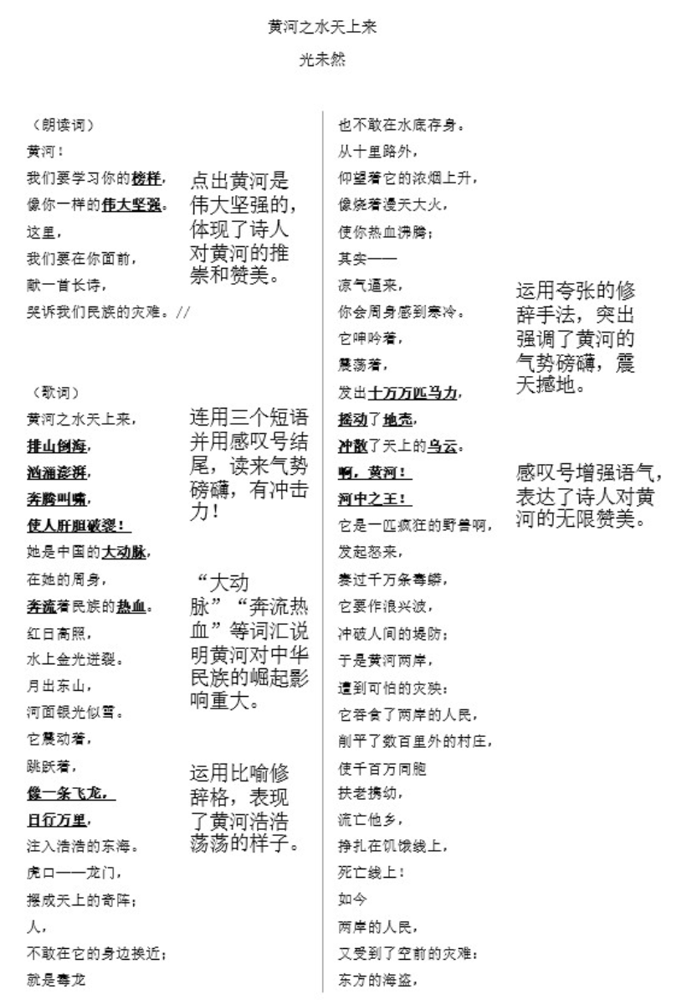 黄河之水天上来
光未然
（朗读词）
黄河！
我们要学习你的榜样，
像你一样的伟大坚强。
这里，
我们要在你面前，
献一首长诗，
哭诉我们民族的灾难。//
点出黄河是
伟大坚强的，
体现了诗人
对黄河的推
崇和赞美。
（歌词）
黄河之水天上来，
排山倒海，
汹涌澎湃，
奔腾叫啸，
使人肝胆破裂！
连用三个短语
并用感叹号结
尾，读来气势
磅礴，有冲击
力！
她是中国的大动脉，
在她的周身，
奔流着民族的热血。
红日高照，
水上金光迸裂。
月出东山，
河面银光似雪。
“大动
脉”“奔流热
血”等词汇说
明黄河对中华
民族的崛起影
响重大。
它震动着，
跳跃着，
像一条飞龙，
日行万里，
注入浩浩的东海。
运用比喻修
辞格，表现
了黄河浩浩
荡荡的样子。
虎口——龙门，
摆成天上的奇阵；
人，
不敢在它的身边挨近；
就是毒龙
也不敢在水底存身。
从十里路外，
仰望着它的浓烟上升，
像烧着漫天大火，
使你热血沸腾；
其实——
凉气逼来，
你会周身感到寒冷。
它呻吟着，
震荡着，
发出十万万匹马力，
摇动了地壳，
冲散了天上的乌云。
运用夸张的修
辞手法，突出
强调了黄河的
气势磅礴，震
天撼地。
啊，黄河！
河中之王！
感叹号增强语气，
表达了诗人对黄
河的无限赞美。
它是一匹疯狂的野兽啊，
发起怒来，
赛过千万条毒蟒，
它要作浪兴波，
冲破人间的堤防；
于是黄河两岸，
遭到可怕的灾殃：
它吞食了两岸的人民，
削平了数百里外的村庄，
使千百万同胞
扶老携幼，
流亡他乡，
挣扎在饥饿线上，
死亡线上！
如今
两岸的人民，
又受到了空前的灾难：
东方的海盗，